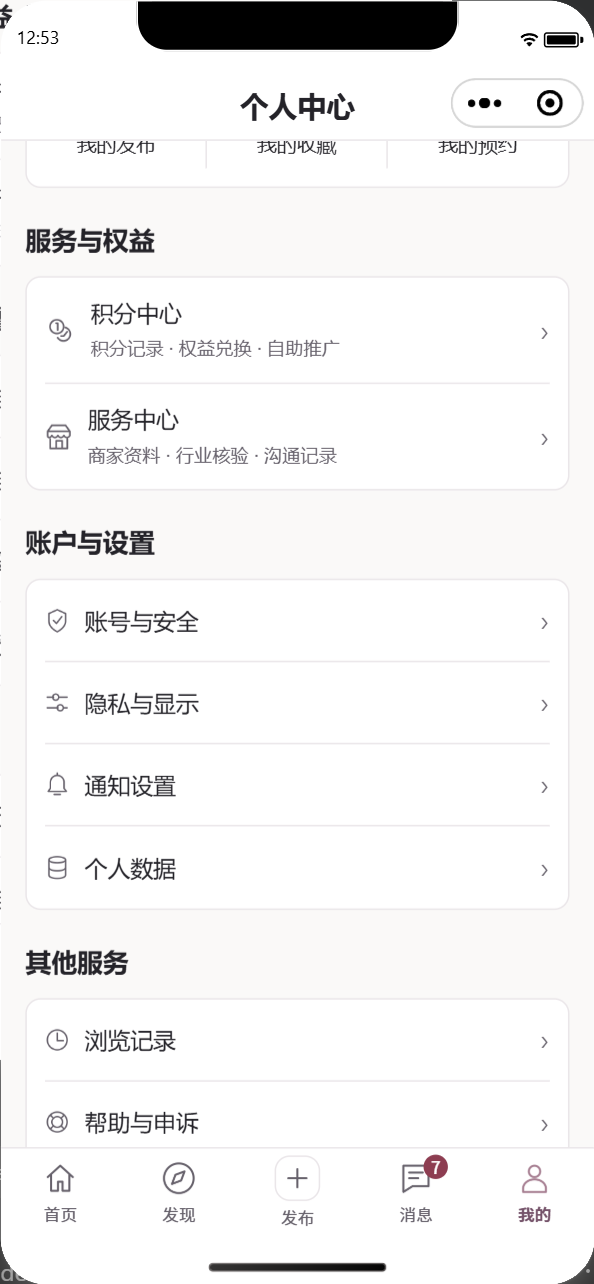 12:53
个人中心
我的发布
我的收藏
我的预约
服务与权益
积分中心
积分记录 · 权益兑换 · 自助推广
服务中心
商家资料 · 行业核验 · 沟通记录
账户与设置
账号与安全
隐私与显示
通知设置
个人数据
其他服务
浏览记录
帮助与申诉
7
首页
发现
发布
消息
我的